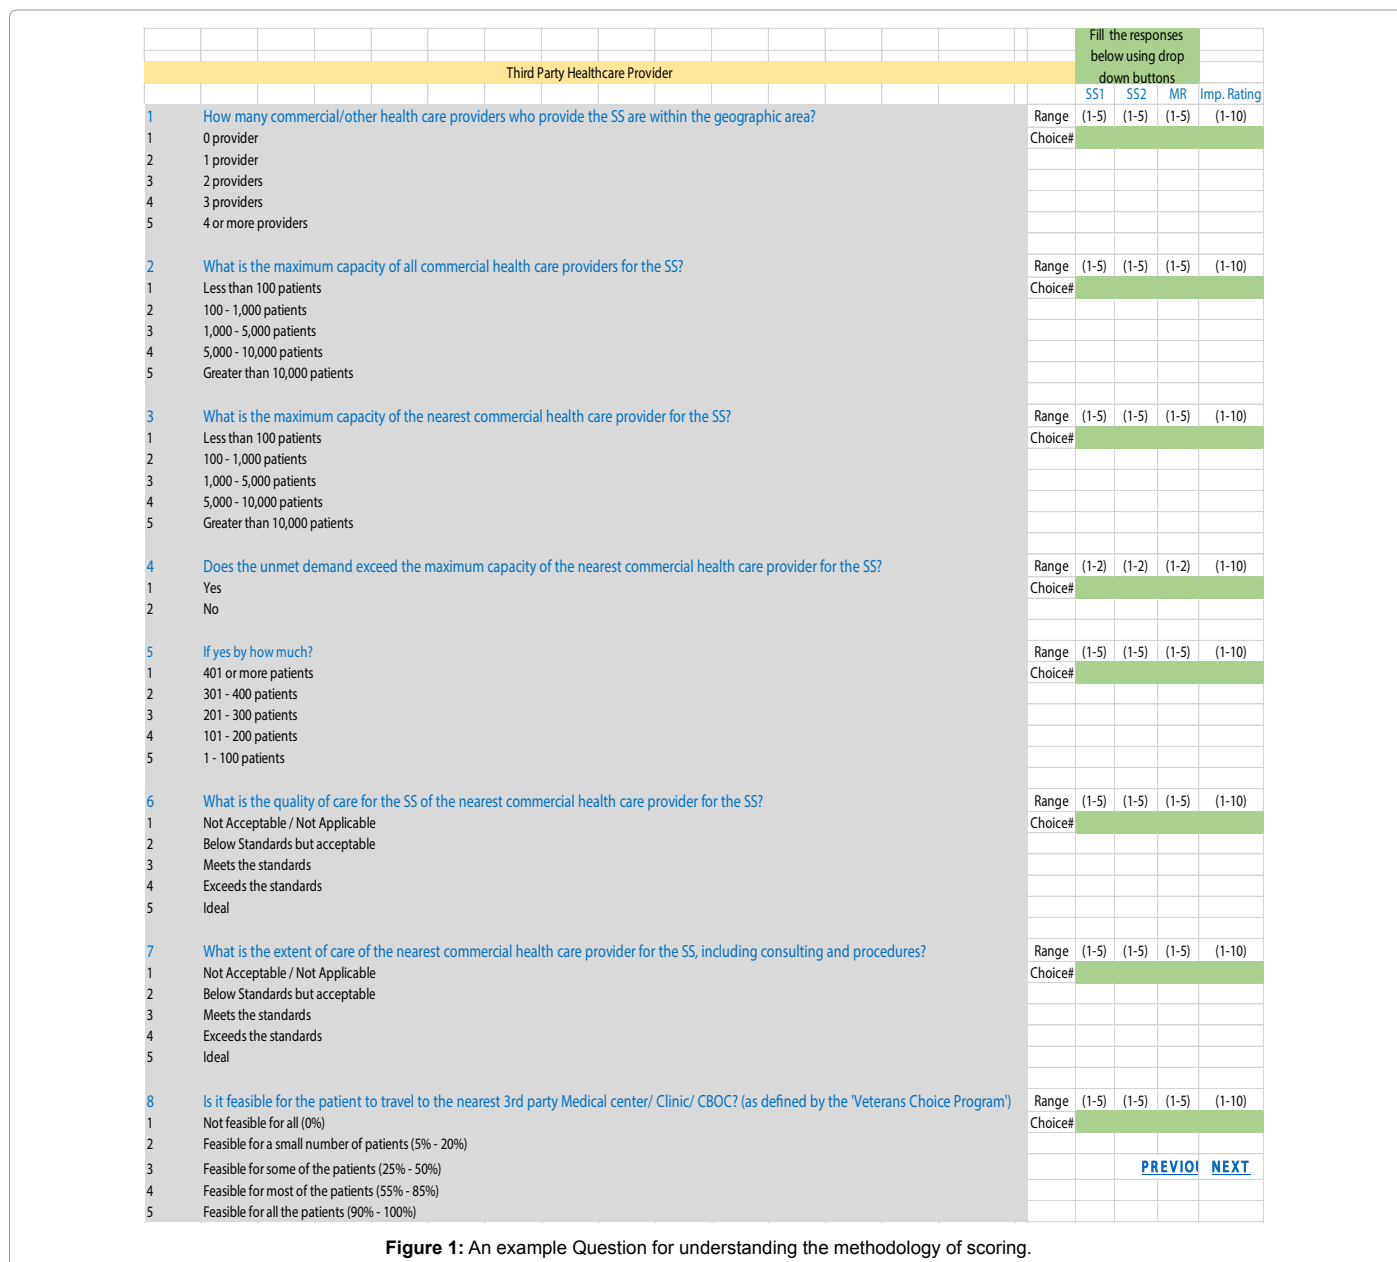 Fill the responses
below using drop
Third Party Healthcare Provider
down buttons
SS1 SS2 MR Imp. Rating
1 How many commercial/other health care providers who provide the SS are within the geographic area? Range (1-5) (1-5) (1-5) (1-10)
1 0 provider Choice#
2 1 provider
3 2 providers
4 3 providers
5 4 or more providers
2 What is the maximum capacity of all commercial health care providers for the SS? Range (1-5) (1-5) (1-5) (1-10)
1 Less than 100 patients Choice#
2 100 - 1,000 patients
3 1,000 - 5,000 patients
4 5,000 - 10,000 patients
5 Greater than 10,000 patients
3 What is the maximum capacity of the nearest commercial health care provider for the SS? Range (1-5) (1-5) (1-5) (1-10)
1 Less than 100 patients Choice#
2 100 - 1,000 patients
3 1,000 - 5,000 patients
4 5,000 - 10,000 patients
5 Greater than 10,000 patients
4 Does the unmet demand exceed the maximum capacity of the nearest commercial health care provider for the SS? Range (1-2) (1-2) (1-2) (1-10)
1 Yes Choice#
2 No
5 If yes by how much? Range (1-5) (1-5) (1-5) (1-10)
1 401 or more patients Choice#
2 301 - 400 patients
3 201 - 300 patients
4 101 - 200 patients
5 1 - 100 patients
6 What is the quality of care for the SS of the nearest commercial health care provider for the SS? Range (1-5) (1-5) (1-5) (1-10)
1 Not Acceptable / Not Applicable Choice#
2 Below Standards but acceptable
3 Meets the standards
4 Exceeds the standards
5 Ideal
7 What is the extent of care of the nearest commercial health care provider for the SS, including consulting and procedures? Range (1-5) (1-5) (1-5) (1-10)
1 Not Acceptable / Not Applicable Choice#
2 Below Standards but acceptable
3 Meets the standards
4 Exceeds the standards
5 Ideal
8 Is it feasible for the patient to travel to the nearest 3rd party Medical center/ Clinic/ CBOC? (as defined by the 'Veterans Choice Program') Range (1-5) (1-5) (1-5) (1-10)
1 Not feasible for all (0%) Choice#
2 Feasible for a small number of patients (5% - 20%)
3 Feasible for some of the patients (25% - 50%) PREVIOU NEXT
4 Feasible for most of the patients (55% - 85%)
5 Feasible for all the patients (90% - 100%)
Figure 1: An example Question for understanding the methodology of scoring.